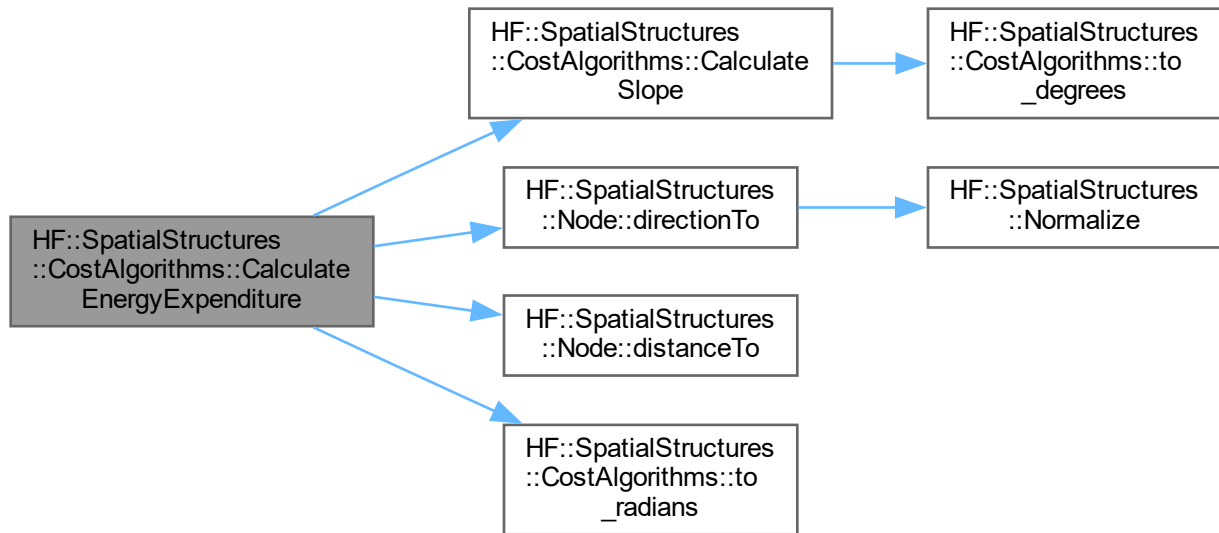 HF::SpatialStructures
::CostAlgorithms::Calculate
EnergyExpenditure
HF::SpatialStructures
::CostAlgorithms::Calculate
Slope
HF::SpatialStructures
::CostAlgorithms::to
_degrees
HF::SpatialStructures
::Node::directionTo
HF::SpatialStructures
::Normalize
HF::SpatialStructures
::Node::distanceTo
HF::SpatialStructures
::CostAlgorithms::to
_radians